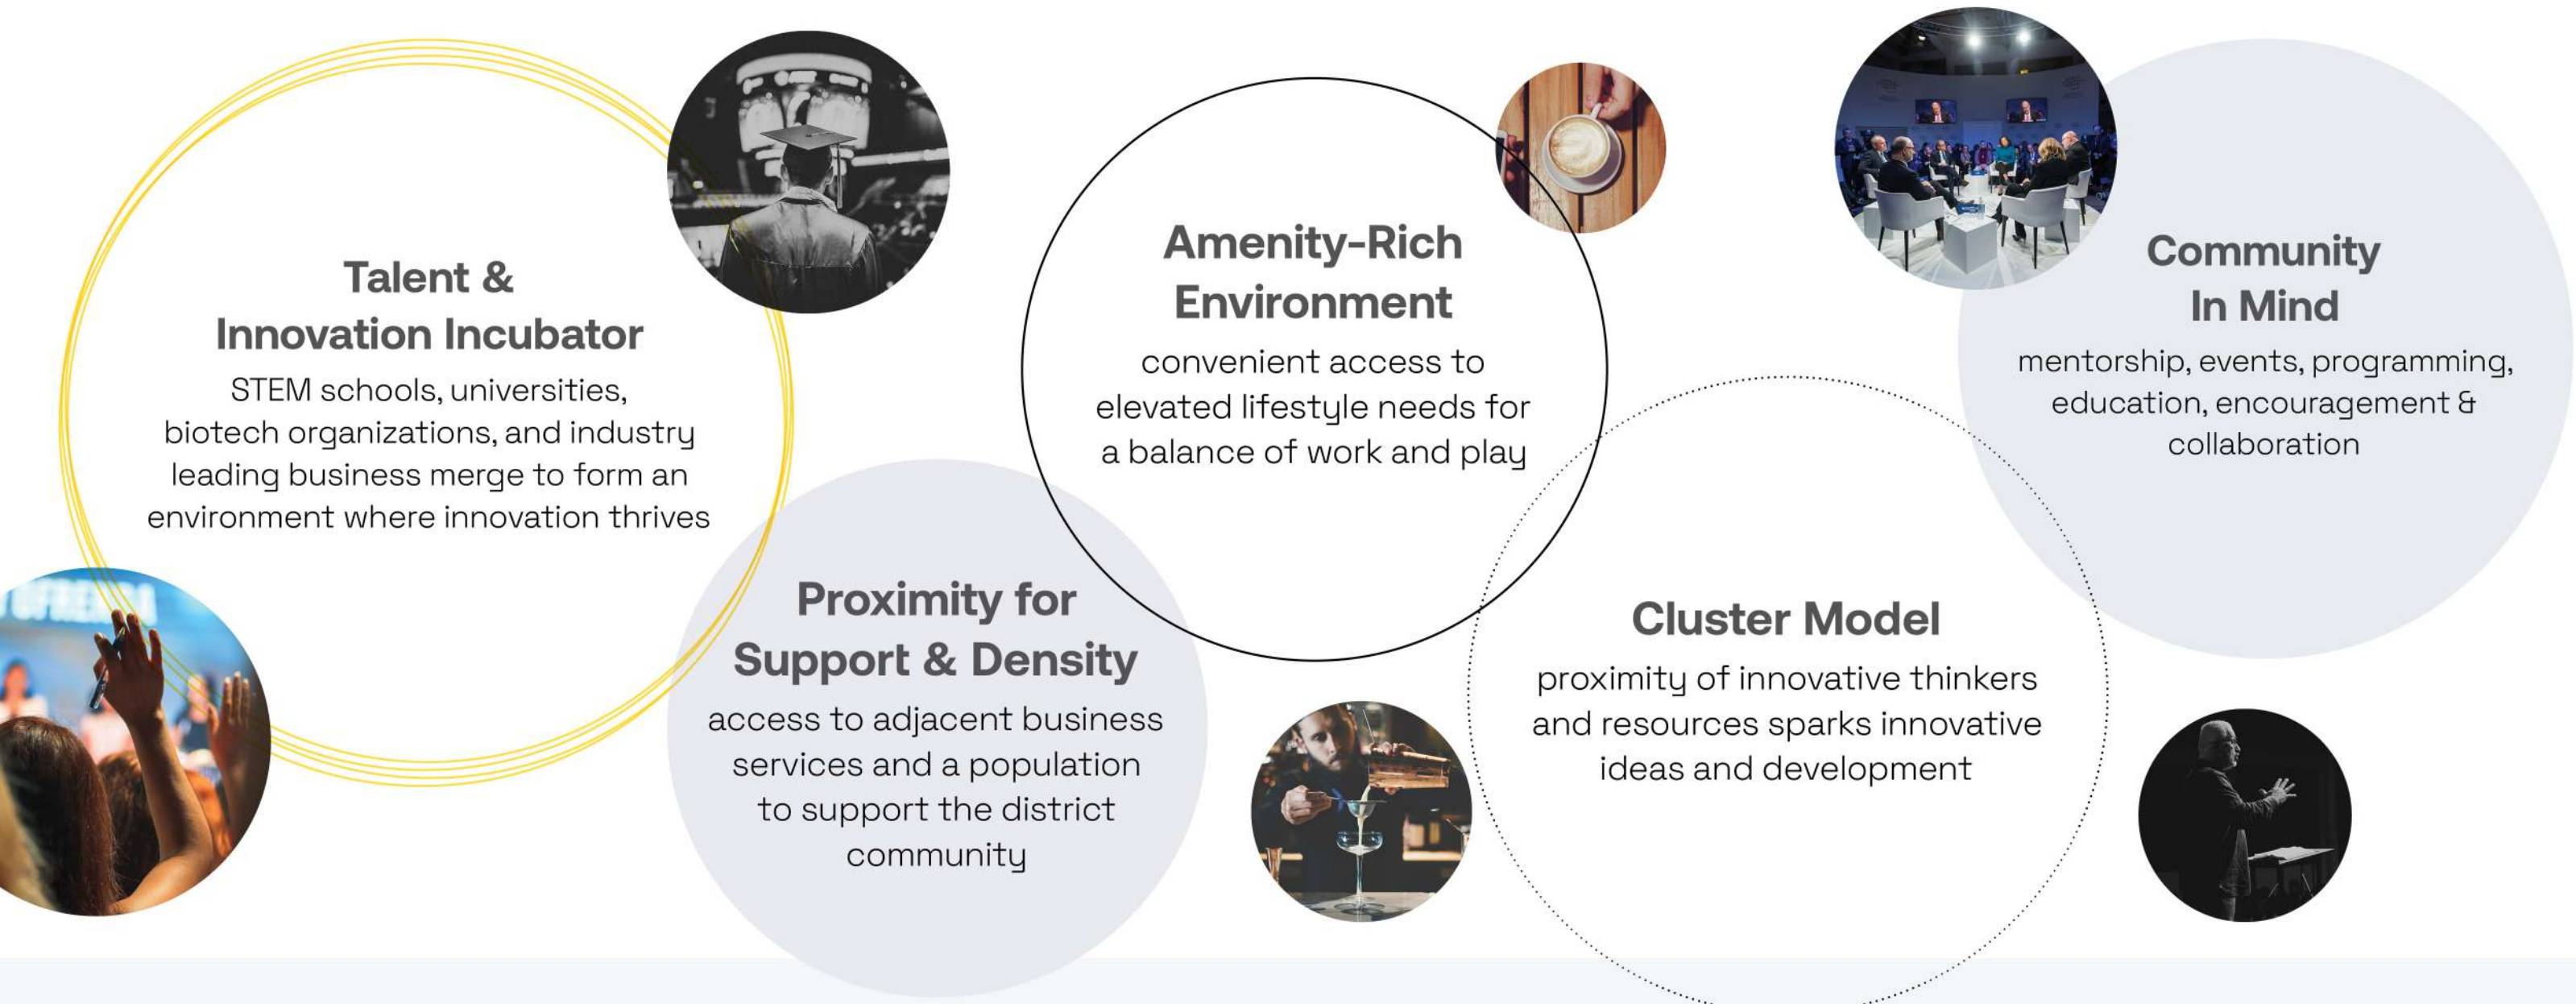 Talent &
Innovation Incubator
STEM schools, universities,
biotech organizations, and industry
leading business merge to form an
environment where innovation thrives
Proximity for
Support & Density
access to adjacent business
services and a population
to support the district
community
Amenity-Rich
Environment
convenient access to
elevated lifestyle needs for
a balance of work and play
Cluster Model
proximity of innovative thinkers
and resources sparks innovative
ideas and development
Community
In Mind
mentorship, events, programming,
education, encouragement &
collaboration